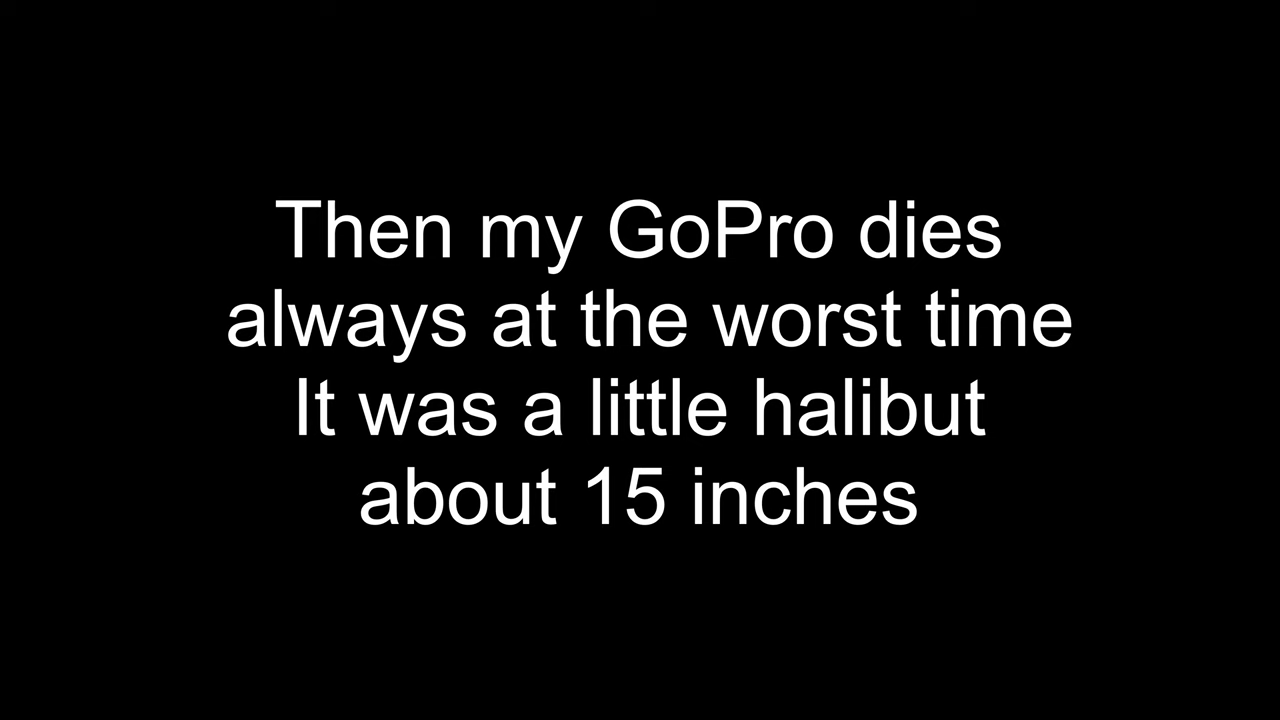 Then my GoPro dies
always at the worst time
It was a little halibut
about 15 inches